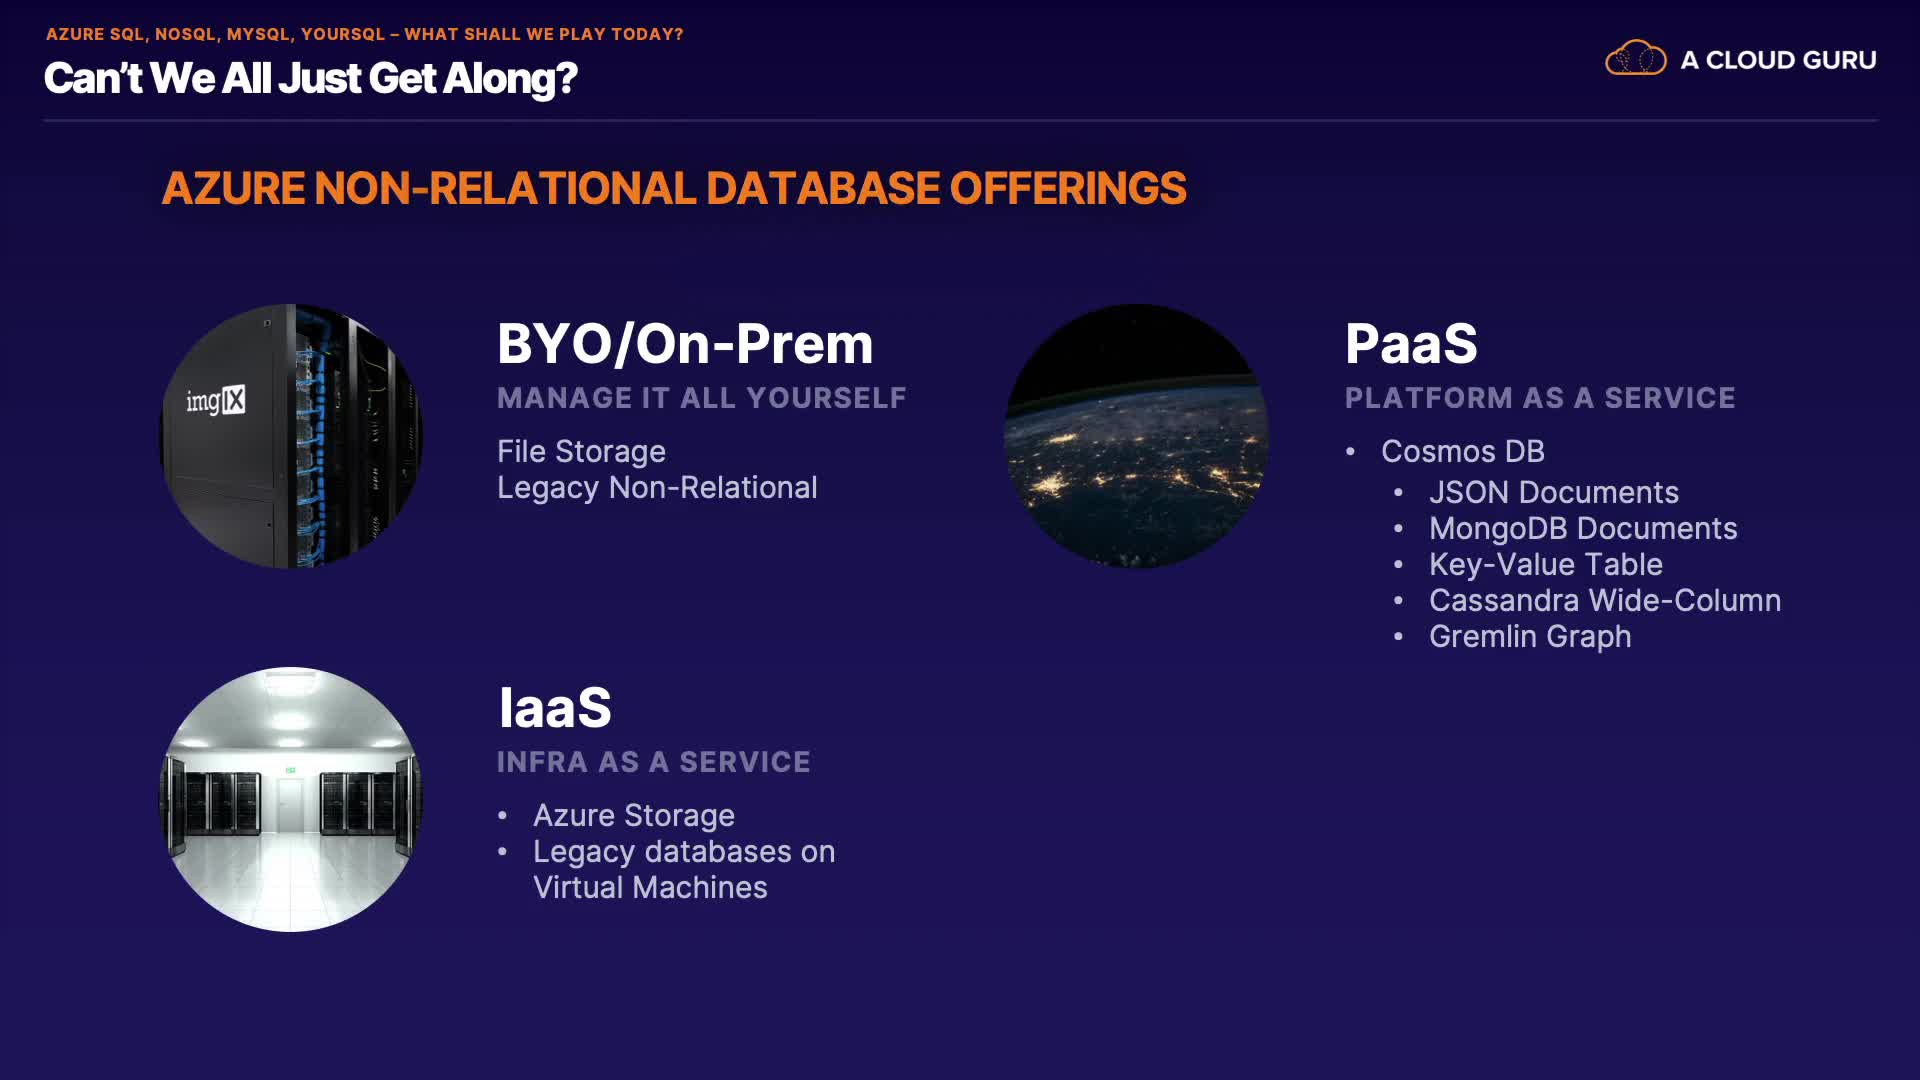 AZURE SQL, NOSQL, MYSQL, YOURSQL – WHAT SHALL WE PLAY TODAY?
Can't We All Just Get Along?
A CLOUD GURU
AZURE NON-RELATIONAL DATABASE OFFERINGS
imgIX
BYO/On-Prem
MANAGE IT ALL YOURSELF
File Storage
Legacy Non-Relational
PaaS
PLATFORM AS A SERVICE
• Cosmos DB
• JSON Documents
• MongoDB Documents
• Key-Value Table
• Cassandra Wide-Column
• Gremlin Graph
IaaS
INFRA AS A SERVICE
• Azure Storage
• Legacy databases on
Virtual Machines